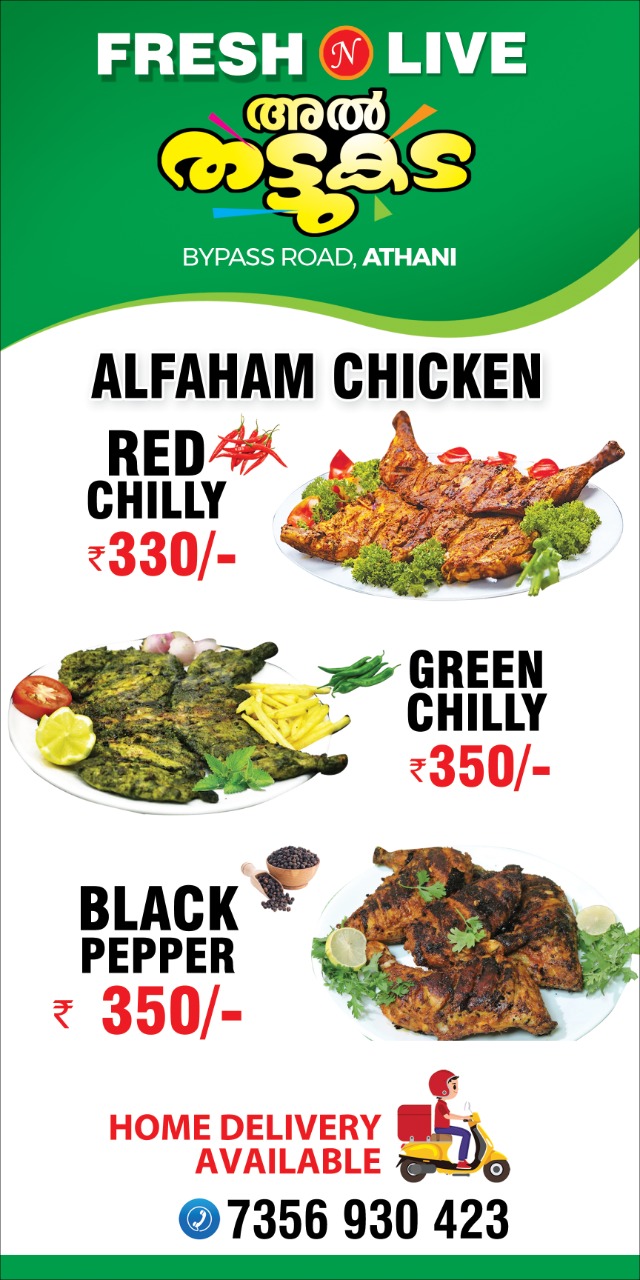 FRESH N LIVE
അൽ
തട്ടുകട
BYPASS ROAD, ATHANI
ALFAHAM CHICKEN
RED
CHILLY
₹330/-
GREEN
CHILLY
₹350/-
BLACK
PEPPER
₹ 350/-
HOME DELIVERY
AVAILABLE
7356 930 423